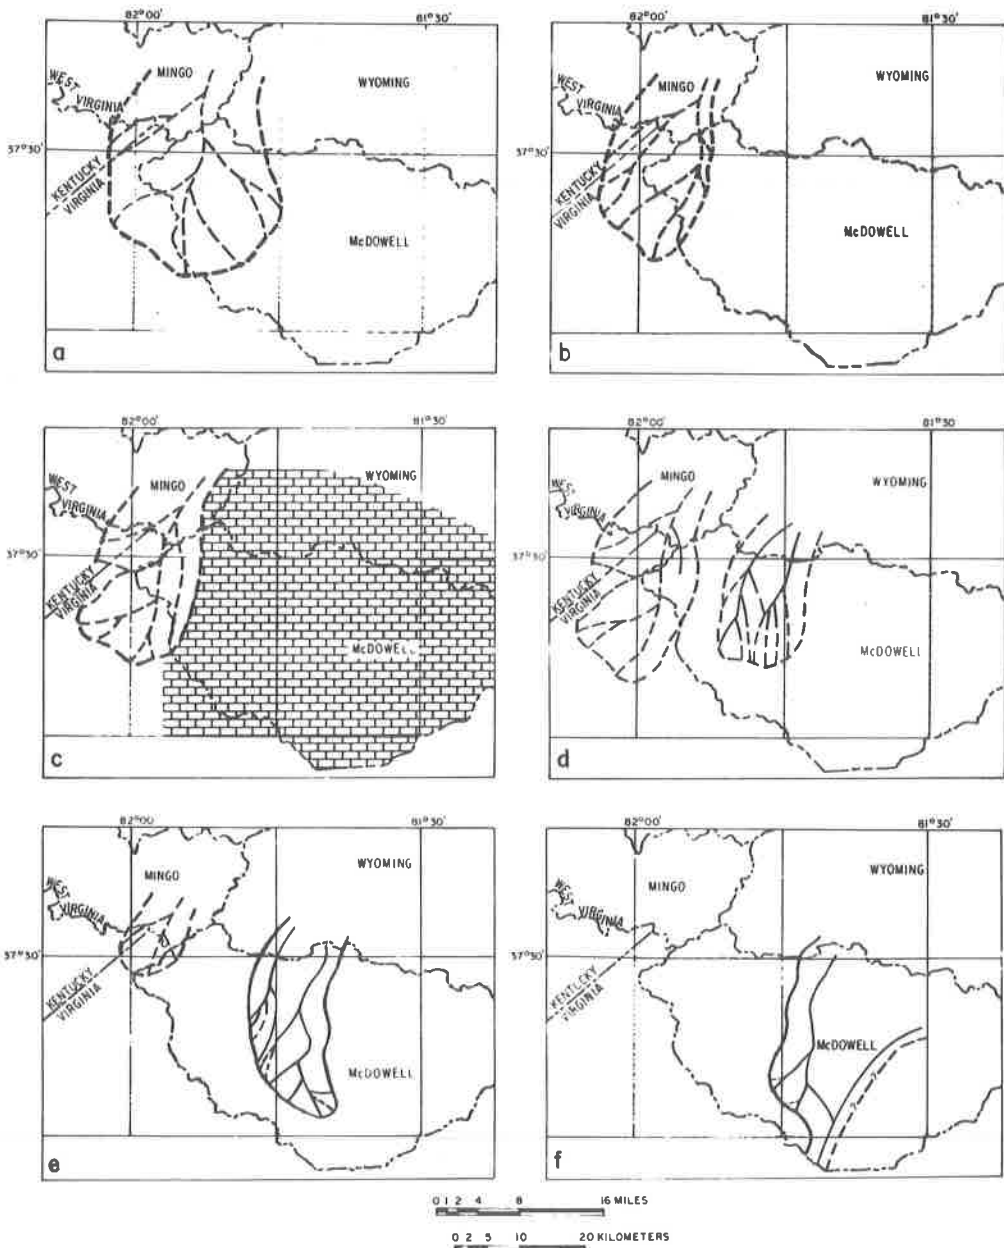 82°00'
81°30'
MINGO
WYOMING
WEST
VIRGINIA
37°30'
KENTUCKY
VIRGINIA
McDOWELL
a
82°00'
81°30'
MINGO
WYOMING
WEST
VIRGINIA
37°30'
KENTUCKY
VIRGINIA
McDOWELL
b
82°00'
81°30'
MINGO
WYOMING
WEST
VIRGINIA
37°30'
KENTUCKY
VIRGINIA
McDOWELL
c
82°00'
81°30'
MINGO
WYOMING
WEST
VIRGINIA
37°30'
KENTUCKY
VIRGINIA
McDOWELL
d
82°00
81°30'
MINGO
WYOMING
WEST
VIRGINIA
37°30'
KENTUCKY
VIRGINIA
McDOWELL
e
82°00'
81°30'
MINGO
WYOMING
WEST
VIRGINIA
37°30'
KENTUCKY
VIRGINIA
McDOWELL
?
?
f
0 1 2 4 8 16 MILES
0 2 5 10 20 KILOMETERS